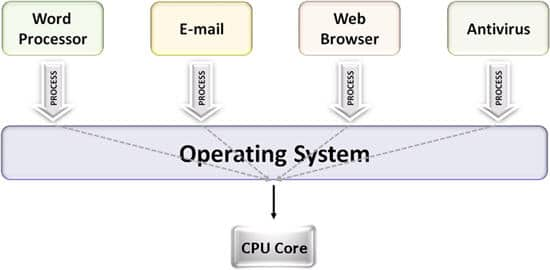 Word
Processor
E-mail
Web
Browser
Antivirus
PROCESS
PROCESS
PROCESS
PROCESS
Operating System
CPU Core